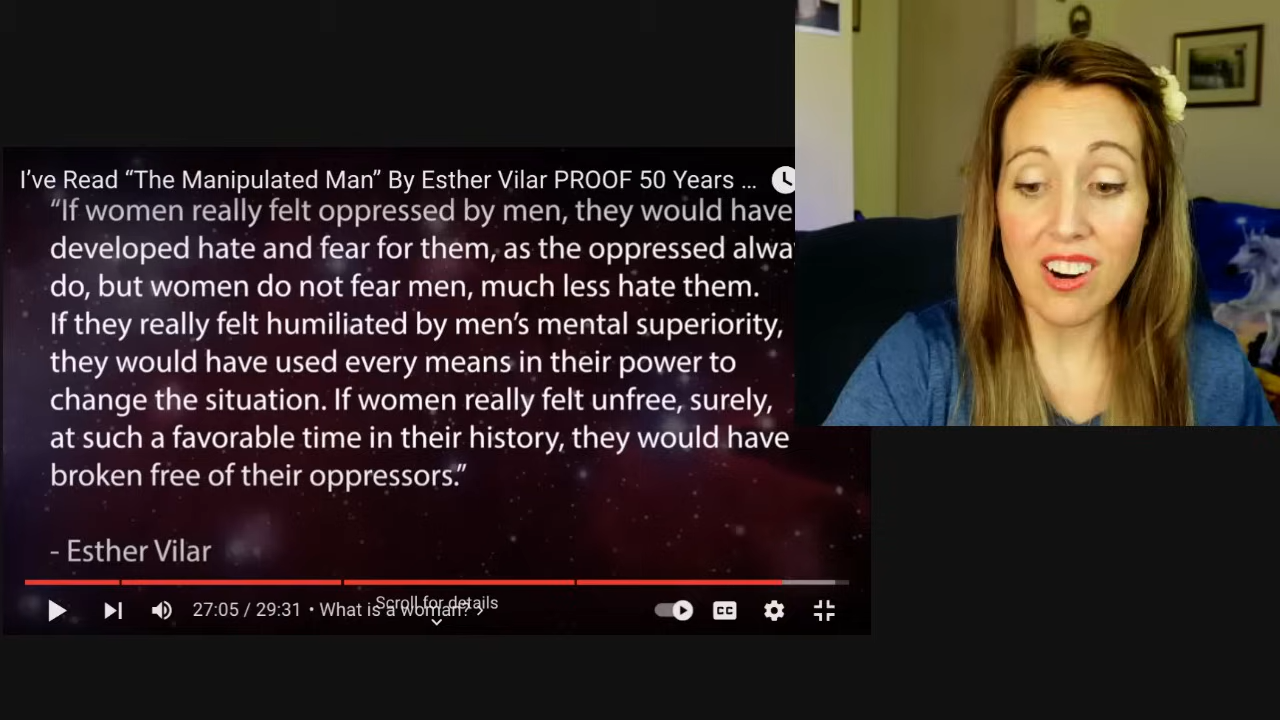 I’ve Read “The Manipulated Man” By Esther Vilar PROOF 50 Years ...
“If women really felt oppressed by men, they would have
developed hate and fear for them, as the oppressed alwa
do, but women do not fear men, much less hate them.
If they really felt humiliated by men’s mental superiority,
they would have used every means in their power to
change the situation. If women really felt unfree, surely,
at such a favorable time in their history, they would have
broken free of their oppressors.”
- Esther Vilar
Scroll for details
27:05 / 29:31 • What is a woman? ›
CC